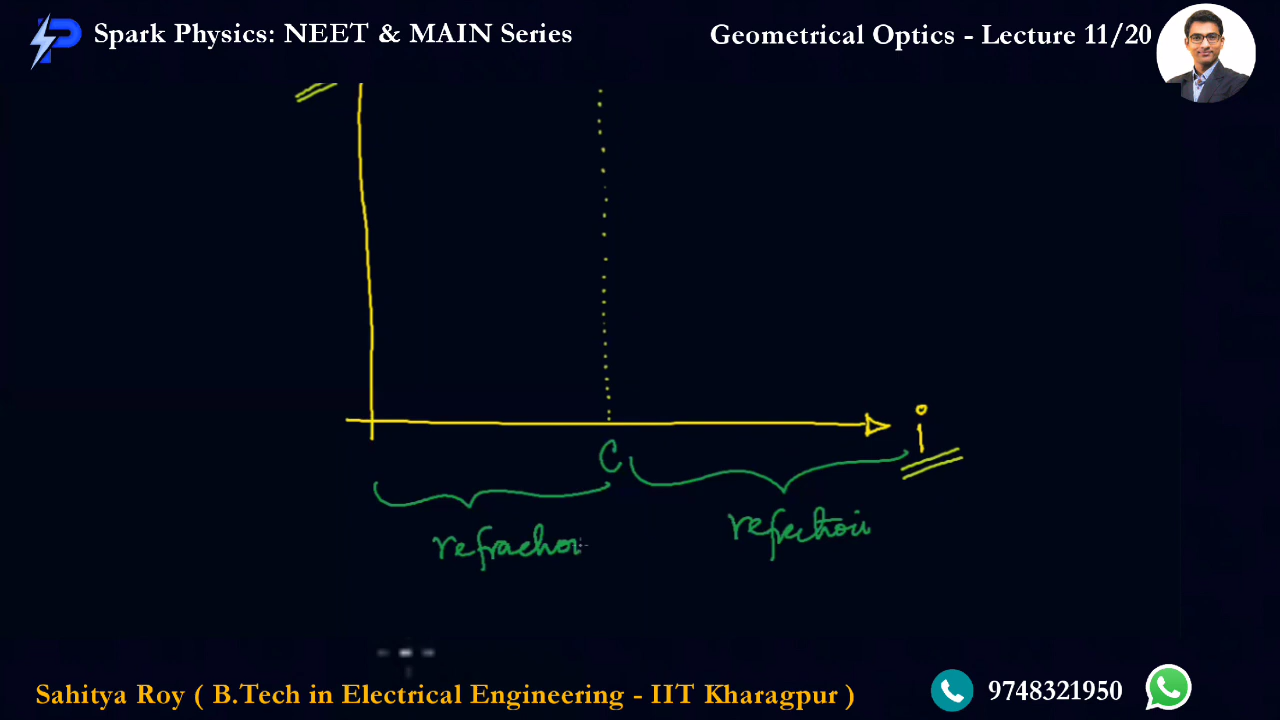 Spark Physics: NEET & MAIN Series
Geometrical Optics - Lecture 11/20
i
C
refraction
refection
Sahitya Roy ( B.Tech in Electrical Engineering - IIT Kharagpur )
9748321950